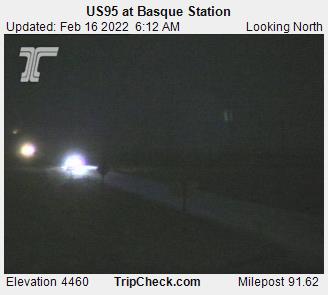 US95 at Basque Station
Updated: Feb 16 2022 6:12 AM Looking North
Elevation 4460 TripCheck.com Milepost 91.62